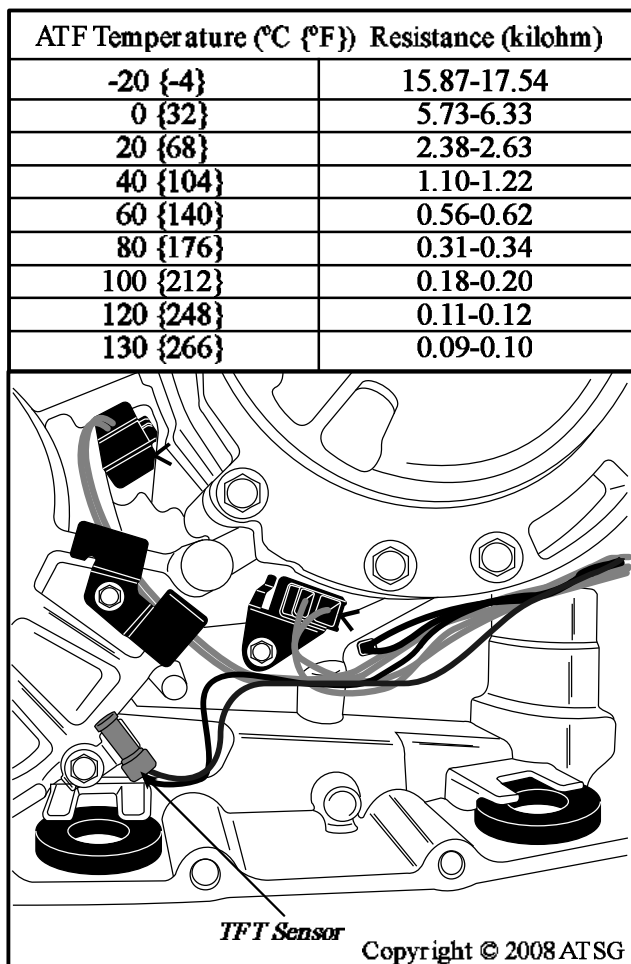 ATF Temperature (ºC {ºF}) Resistance (kilohm)
-20 {-4} 15.87-17.54
0 {32} 5.73-6.33
20 {68} 2.38-2.63
40 {104} 1.10-1.22
60 {140} 0.56-0.62
80 {176} 0.31-0.34
100 {212} 0.18-0.20
120 {248} 0.11-0.12
130 {266} 0.09-0.10
TFT Sensor
Copyright © 2008 ATSG